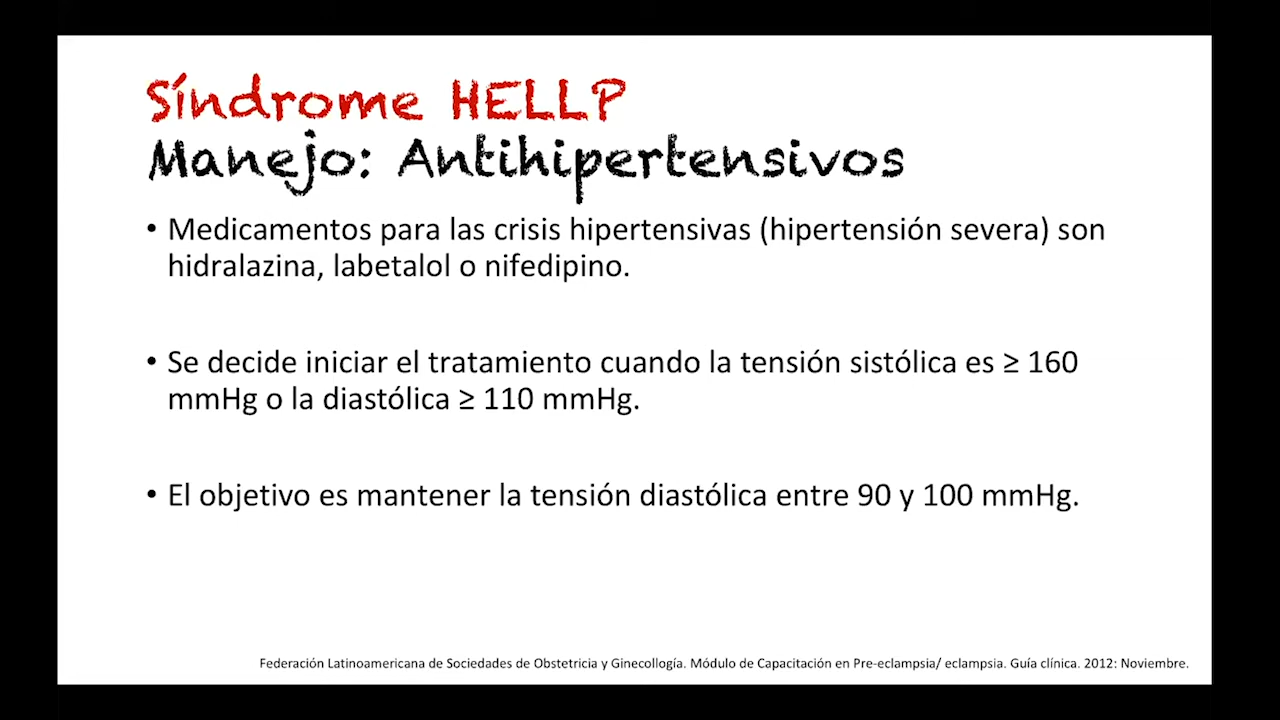 Síndrome HELLP
Manejo: Antihipertensivos
• Medicamentos para las crisis hipertensivas (hipertensión severa) son
hidralazina, labetalol o nifedipino.
• Se decide iniciar el tratamiento cuando la tensión sistólica es ≥ 160
mmHg o la diastólica ≥ 110 mmHg.
• El objetivo es mantener la tensión diastólica entre 90 y 100 mmHg.
Federación Latinoamericana de Sociedades de Obstetricia y Ginecollogía. Módulo de Capacitación en Pre-eclampsia/ eclampsia. Guía clínica. 2012: Noviembre.